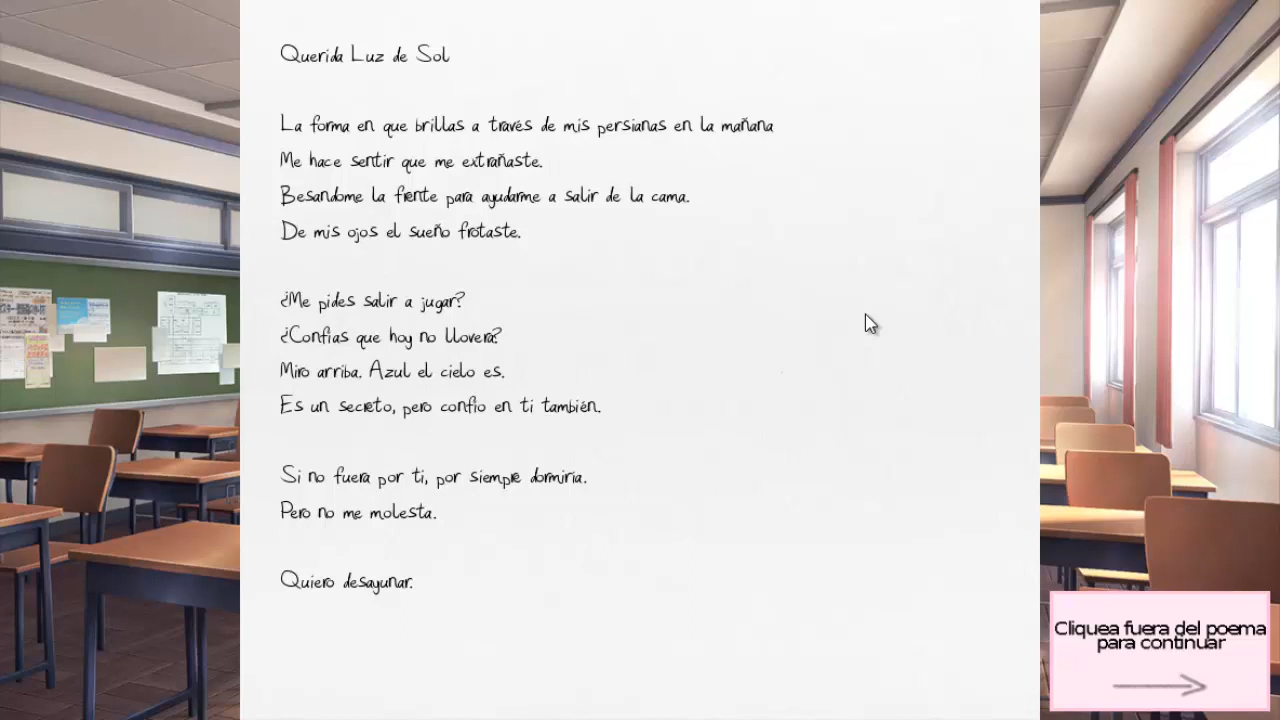 Querida Luz de Sol
La forma en que brillas a través de mis persianas en la mañana
Me hace sentir que me extrañaste.
Besandome la frente para ayudarme a salir de la cama.
De mis ojos el sueño frotaste.
¿Me pides salir a jugar?
¿Confias que hoy no lloverá?
Miro arriba. Azul el cielo es.
Es un secreto, pero confio en ti también.
Si no fuera por ti, por siempre dormiria.
Pero no me molesta.
Quiero desayunar.
Cliquea fuera del poema
para continuar